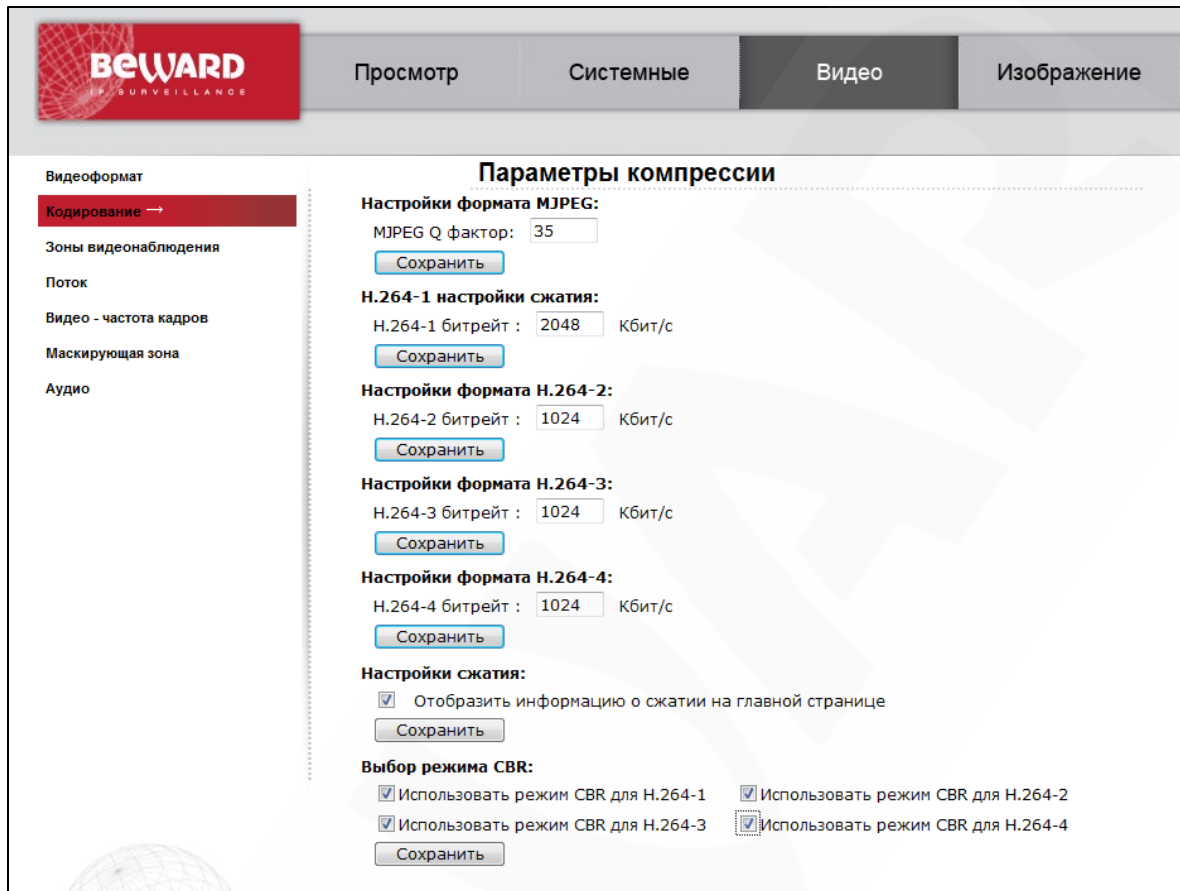 BEWARD
IP SURVEILLANCE
Просмотр Системные Видео Изображение
Видеоформат
Кодирование →
Зоны видеонаблюдения
Поток
Видео - частота кадров
Маскирующая зона
Аудио
Параметры компрессии
Настройки формата MJPEG:
MJPEG Q фактор: 35
Сохранить
H.264-1 настройки сжатия:
H.264-1 битрейт : 2048 Кбит/с
Сохранить
Настройки формата H.264-2:
H.264-2 битрейт : 1024 Кбит/с
Сохранить
Настройки формата H.264-3:
H.264-3 битрейт : 1024 Кбит/с
Сохранить
Настройки формата H.264-4:
H.264-4 битрейт : 1024 Кбит/с
Сохранить
Настройки сжатия:
Отобразить информацию о сжатии на главной странице
Сохранить
Выбор режима CBR:
Использовать режим CBR для H.264-1 Использовать режим CBR для H.264-2
Использовать режим CBR для H.264-3 Использовать режим CBR для H.264-4
Сохранить